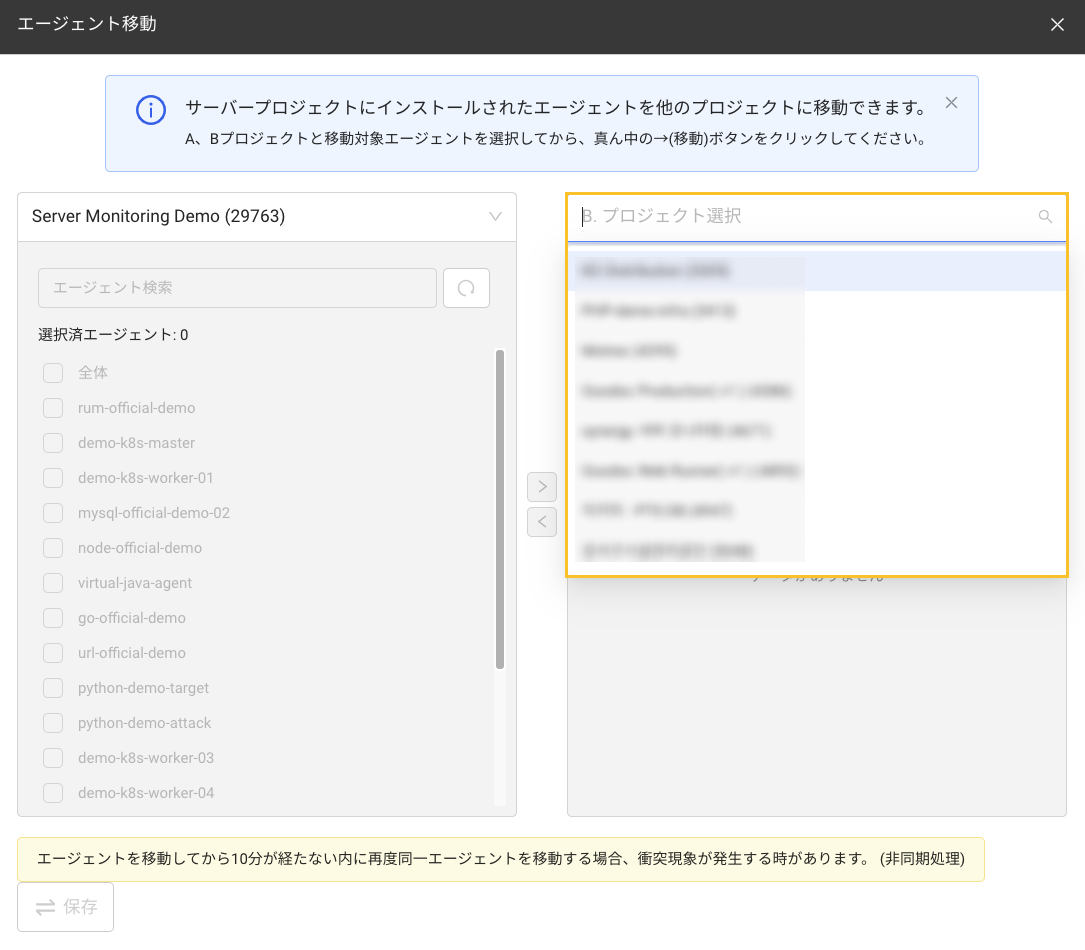 エージェント移動
サーバープロジェクトにインストールされたエージェントを他のプロジェクトに移動できます。
A、Bプロジェクトと移動対象エージェントを選択してから、真ん中の→(移動)ボタンをクリックしてください。
Server Monitoring Demo (29763)
エージェント検索
選択済エージェント: 0
全体
rum-official-demo
demo-k8s-master
demo-k8s-worker-01
mysql-official-demo-02
node-official-demo
virtual-java-agent
go-official-demo
url-official-demo
python-demo-target
python-demo-attack
demo-k8s-worker-03
demo-k8s-worker-04
B. プロジェクト選択
エージェントを移動してから10分が経たない内に再度同一エージェントを移動する場合、衝突現象が発生する時があります。 (非同期処理)
保存